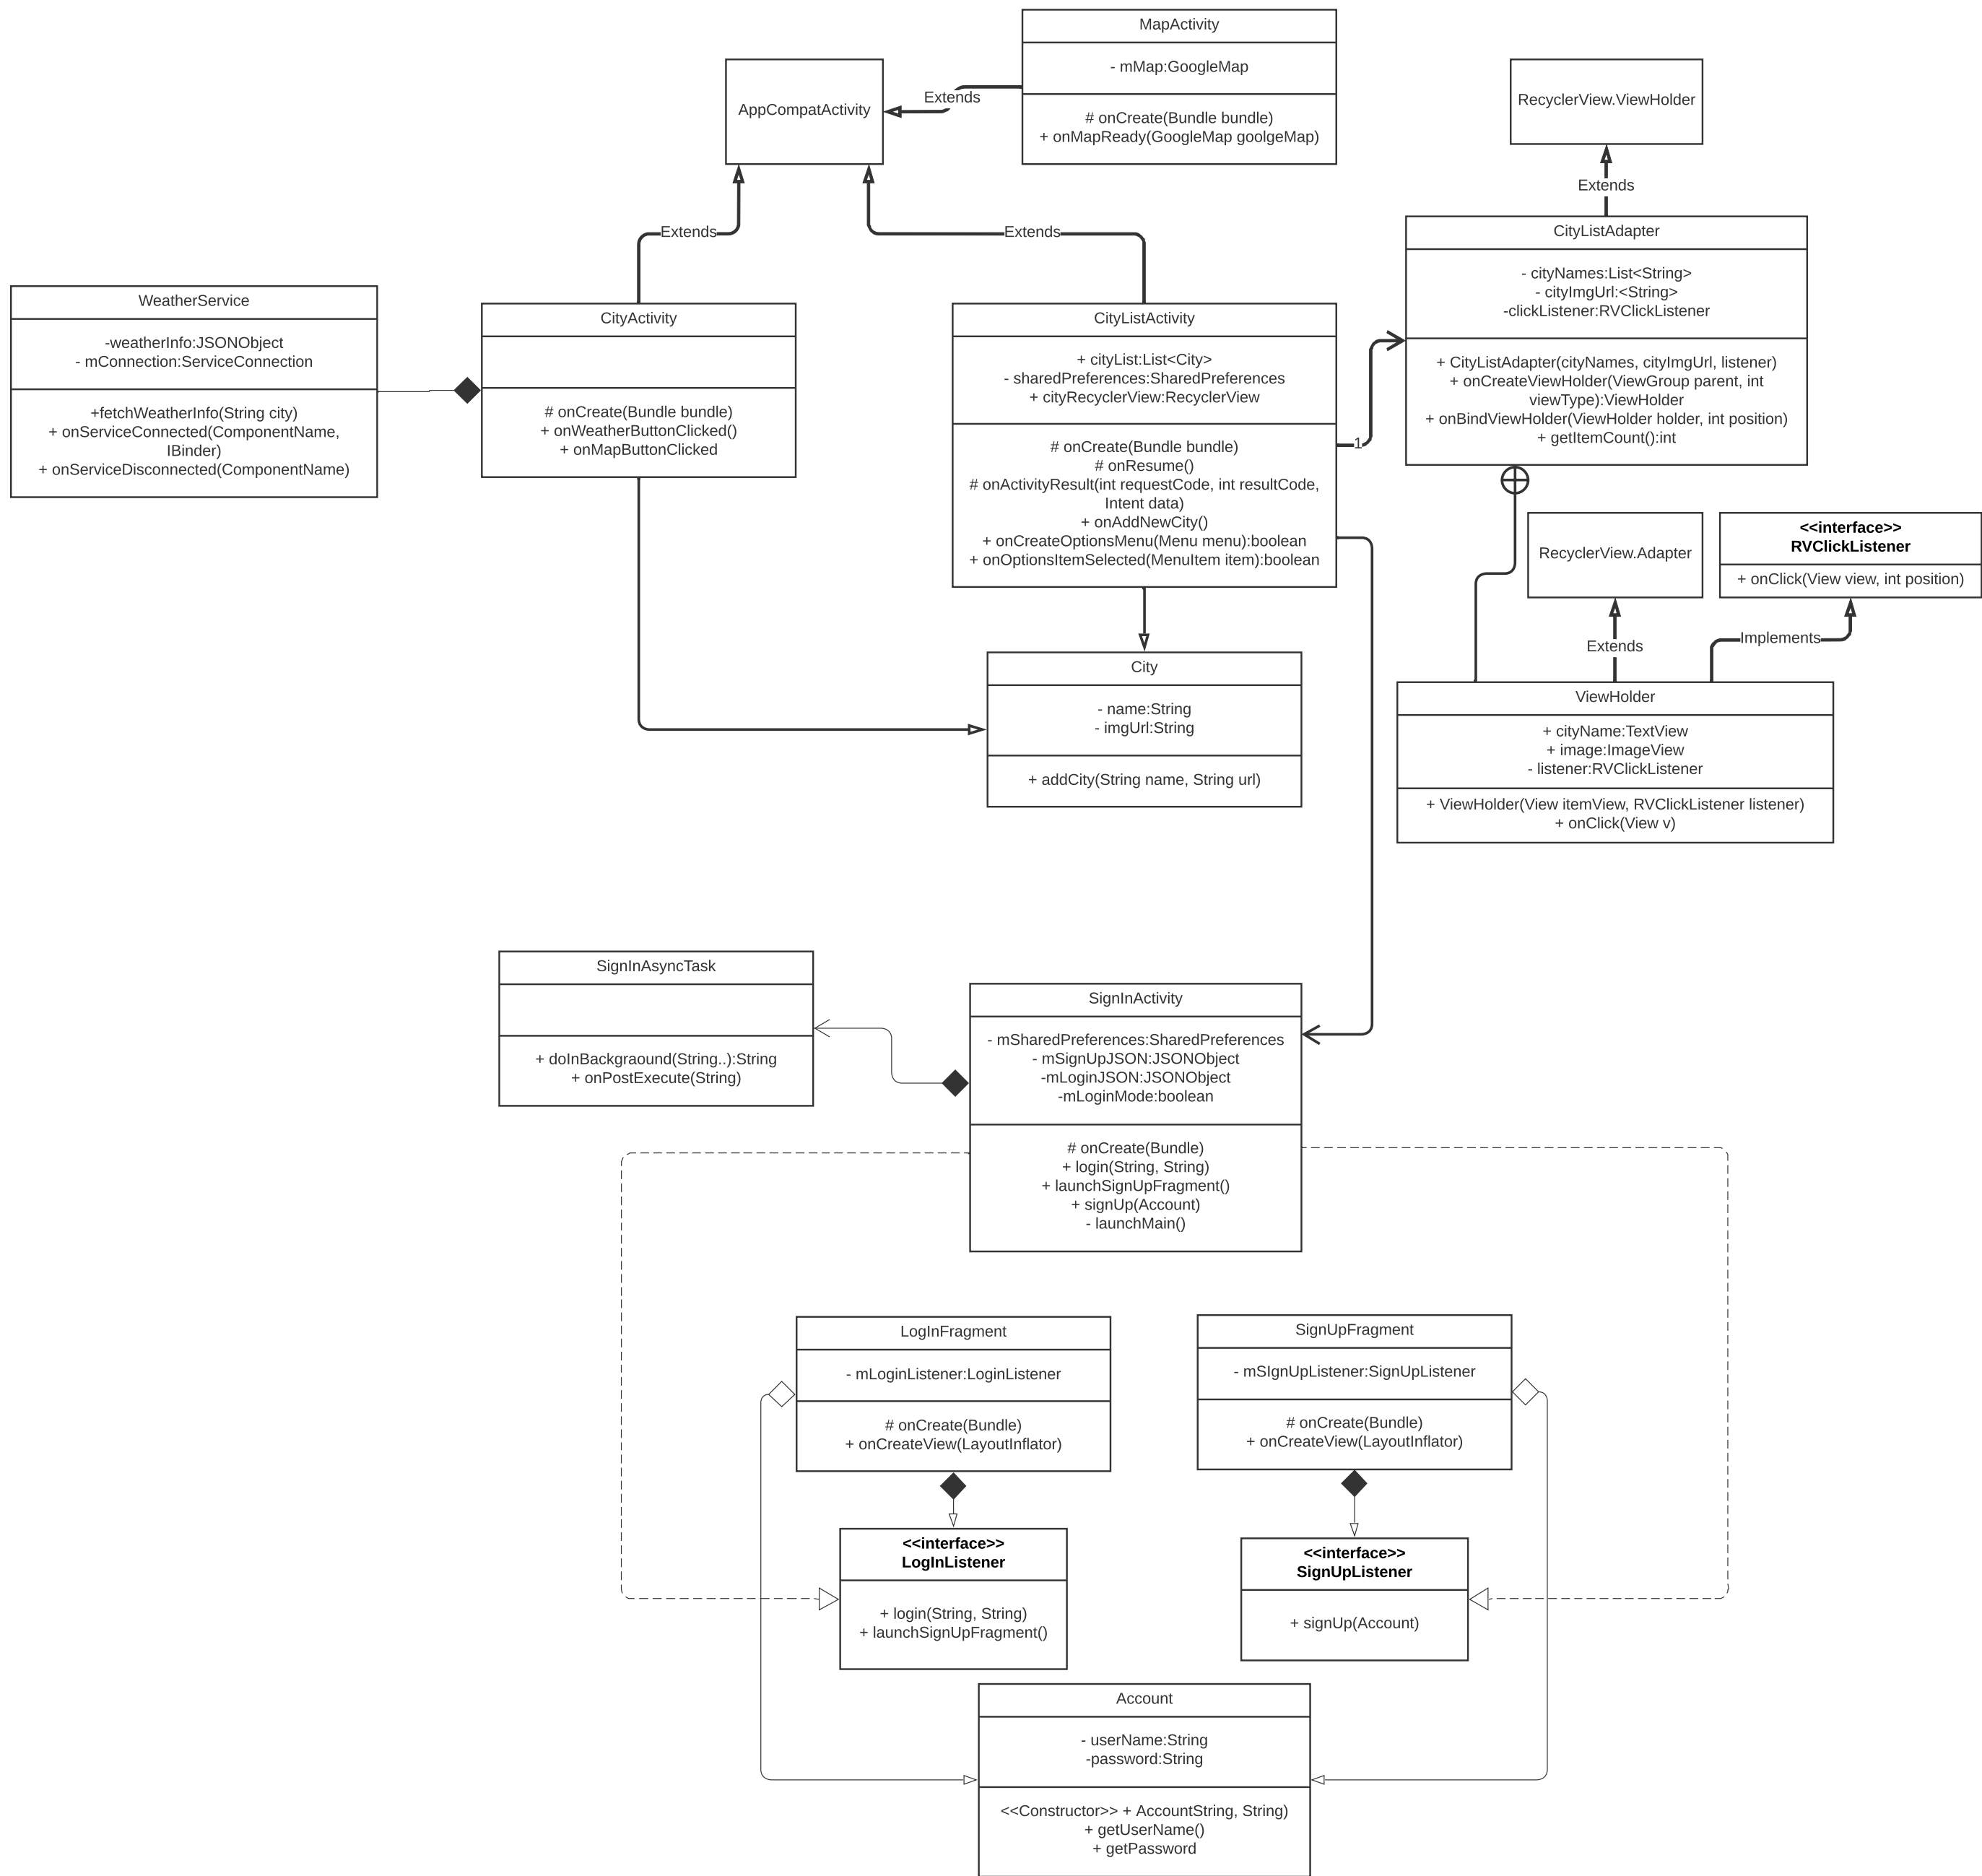 MapActivity
- mMap:GoogleMap
# onCreate(Bundle bundle)
+ onMapReady(GoogleMap goolgeMap)
AppCompatActivity
Extends
RecyclerView.ViewHolder
Extends
Extends
Extends
WeatherService
-weatherInfo:JSONObject
- mConnection:ServiceConnection
+fetchWeatherInfo(String city)
+ onServiceConnected(ComponentName,
IBinder)
+ onServiceDisconnected(ComponentName)
CityActivity
# onCreate(Bundle bundle)
+ onWeatherButtonClicked()
+ onMapButtonClicked
CityListActivity
+ cityList:List<City>
- sharedPreferences:SharedPreferences
+ cityRecyclerView:RecyclerView
# onCreate(Bundle bundle)
# onResume()
# onActivityResult(int requestCode, int resultCode,
Intent data)
+ onAddNewCity()
+ onCreateOptionsMenu(Menu menu):boolean
+ onOptionsItemSelected(MenuItem item):boolean
1
CityListAdapter
- cityNames:List<String>
- cityImgUrl:<String>
-clickListener:RVClickListener
+ CityListAdapter(cityNames, cityImgUrl, listener)
+ onCreateViewHolder(ViewGroup parent, int
viewType):ViewHolder
+ onBindViewHolder(ViewHolder holder, int position)
+ getItemCount():int
RecyclerView.Adapter
<<interface>>
RVClickListener
+ onClick(View view, int position)
Extends
Implements
City
- name:String
- imgUrl:String
+ addCity(String name, String url)
ViewHolder
+ cityName:TextView
+ image:ImageView
- listener:RVClickListener
+ ViewHolder(View itemView, RVClickListener listener)
+ onClick(View v)
SignInAsyncTask
+ doInBackgraound(String..):String
+ onPostExecute(String)
SignInActivity
- mSharedPreferences:SharedPreferences
- mSignUpJSON:JSONObject
-mLoginJSON:JSONObject
-mLoginMode:boolean
# onCreate(Bundle)
+ login(String, String)
+ launchSignUpFragment()
+ signUp(Account)
- launchMain()
LogInFragment
- mLoginListener:LoginListener
# onCreate(Bundle)
+ onCreateView(LayoutInflator)
SignUpFragment
- mSIgnUpListener:SignUpListener
# onCreate(Bundle)
+ onCreateView(LayoutInflator)
<<interface>>
LogInListener
+ login(String, String)
+ launchSignUpFragment()
<<interface>>
SignUpListener
+ signUp(Account)
Account
- userName:String
-password:String
<<Constructor>> + AccountString, String)
+ getUserName()
+ getPassword